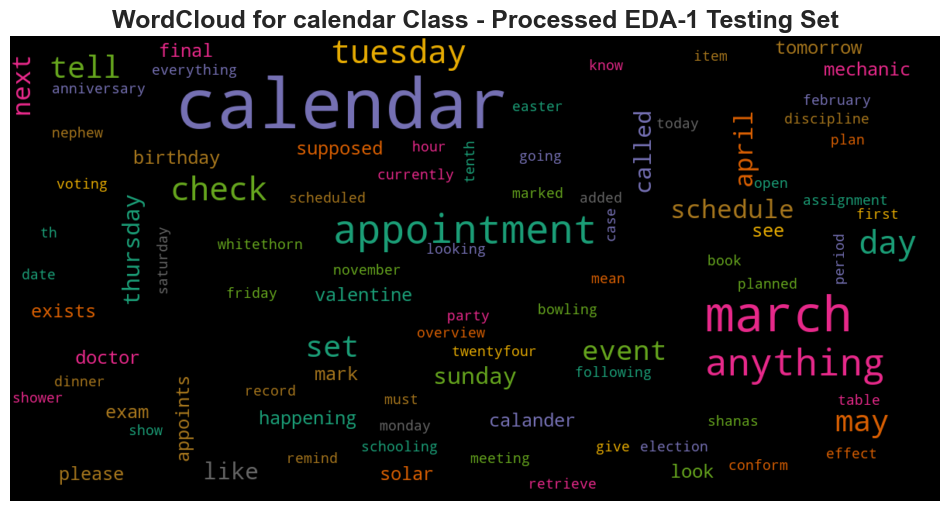 WordCloud for calendar Class - Processed EDA-1 Testing Set
final
tuesday
tomorrow
item
know
mechanic
tell
everything
next
anniversary
calendar
easter
february
discipline
nephew
today
called
april
plan
supposed
hour
tenth
going
birthday
currently
open
voting
check
scheduled
marked
added
assignment
first
schedule
see
thursday
appointment
case
th
saturday
whitethorn
looking
day
period
book
date
november
mean
planned
friday
valentine
exists
party
bowling
march
overview
set
twentyfour
event
doctor
anything
following
dinner
mark
sunday
shower
record
must
table
appoints
exam
happening
monday
calander
shanas
may
show
schooling
give
election
remind
meeting
effect
please
like
solar
look
conform
retrieve